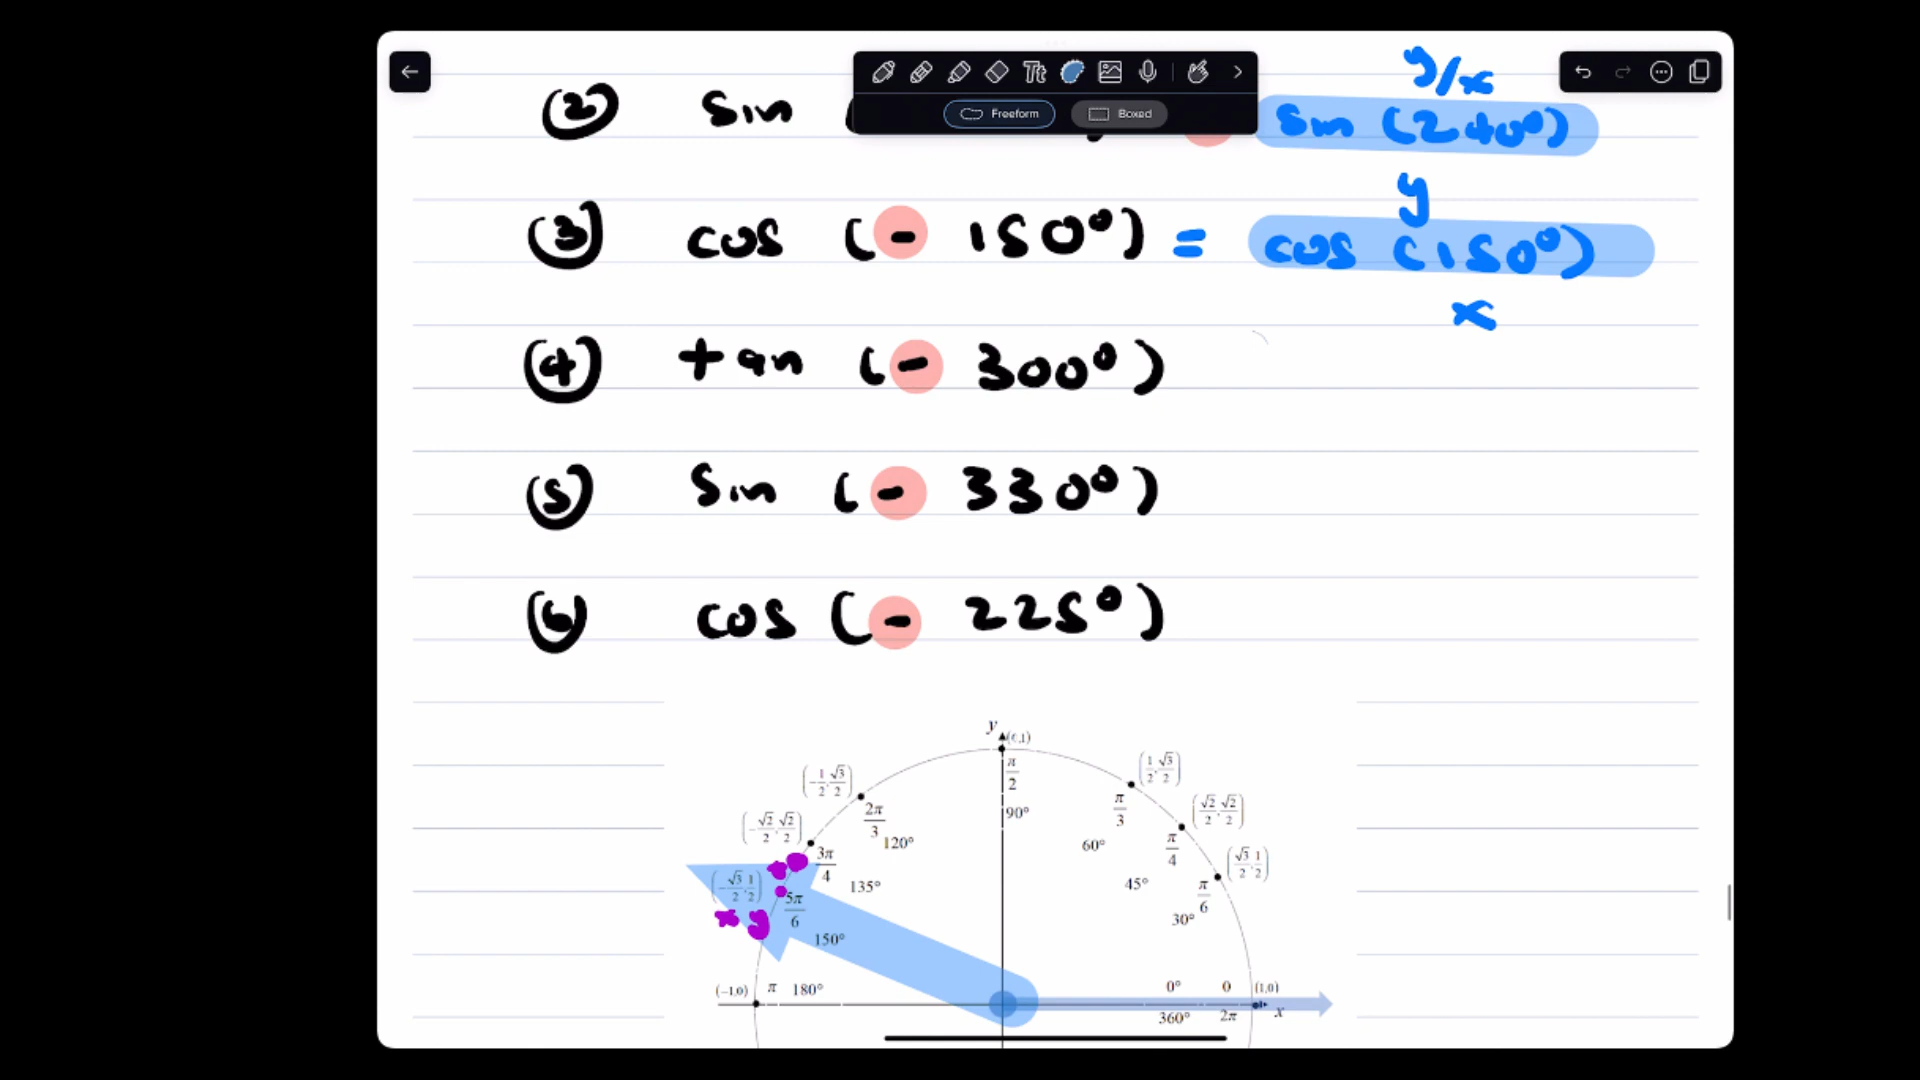 Freeform Boxed
y/x
(2) sin ( sin (240°)
y
(3) cos (- 150°) = cos (150°)
x
(4) tan (- 300°)
(5) sin (- 330°)
(6) cos (- 225°)
y
(0,1)
(-1/2, √3/2) π/2 (1/2, √3/2)
2π/3 90° π/3 (√2/2, √2/2)
(-√2/2, √2/2) 120° 60° π/4
3π/4 (√3/2, 1/2)
(-√3/2, 1/2) 135° 45° π/6
x y 5π/6 30°
150°
(-1,0) π 180° 0° 0 (1,0)
360° 2π x